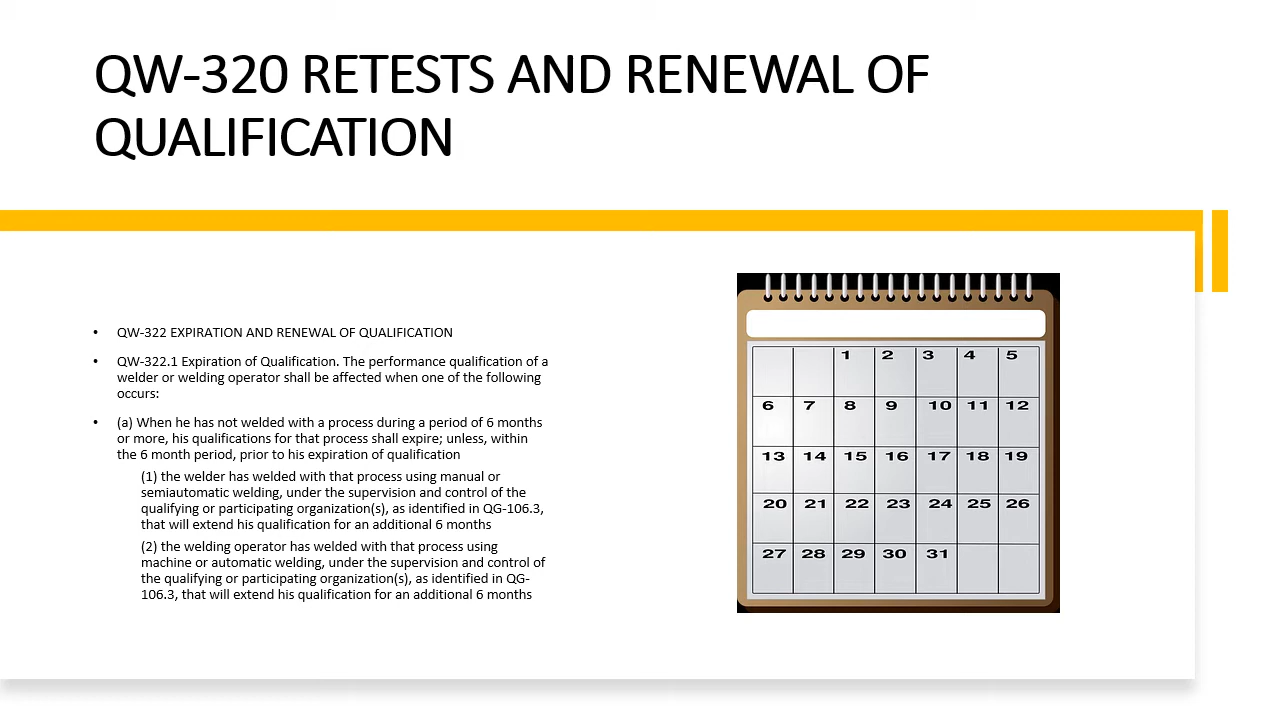 QW-320 RETESTS AND RENEWAL OF
QUALIFICATION
• QW-322 EXPIRATION AND RENEWAL OF QUALIFICATION
• QW-322.1 Expiration of Qualification. The performance qualification of a
welder or welding operator shall be affected when one of the following
occurs:
• (a) When he has not welded with a process during a period of 6 months
or more, his qualifications for that process shall expire; unless, within
the 6 month period, prior to his expiration of qualification
(1) the welder has welded with that process using manual or
semiautomatic welding, under the supervision and control of the
qualifying or participating organization(s), as identified in QG-106.3,
that will extend his qualification for an additional 6 months
(2) the welding operator has welded with that process using
machine or automatic welding, under the supervision and control of
the qualifying or participating organization(s), as identified in QG-
106.3, that will extend his qualification for an additional 6 months
1 2 3 4 5
6 7 8 9 10 11 12
13 14 15 16 17 18 19
20 21 22 23 24 25 26
27 28 29 30 31